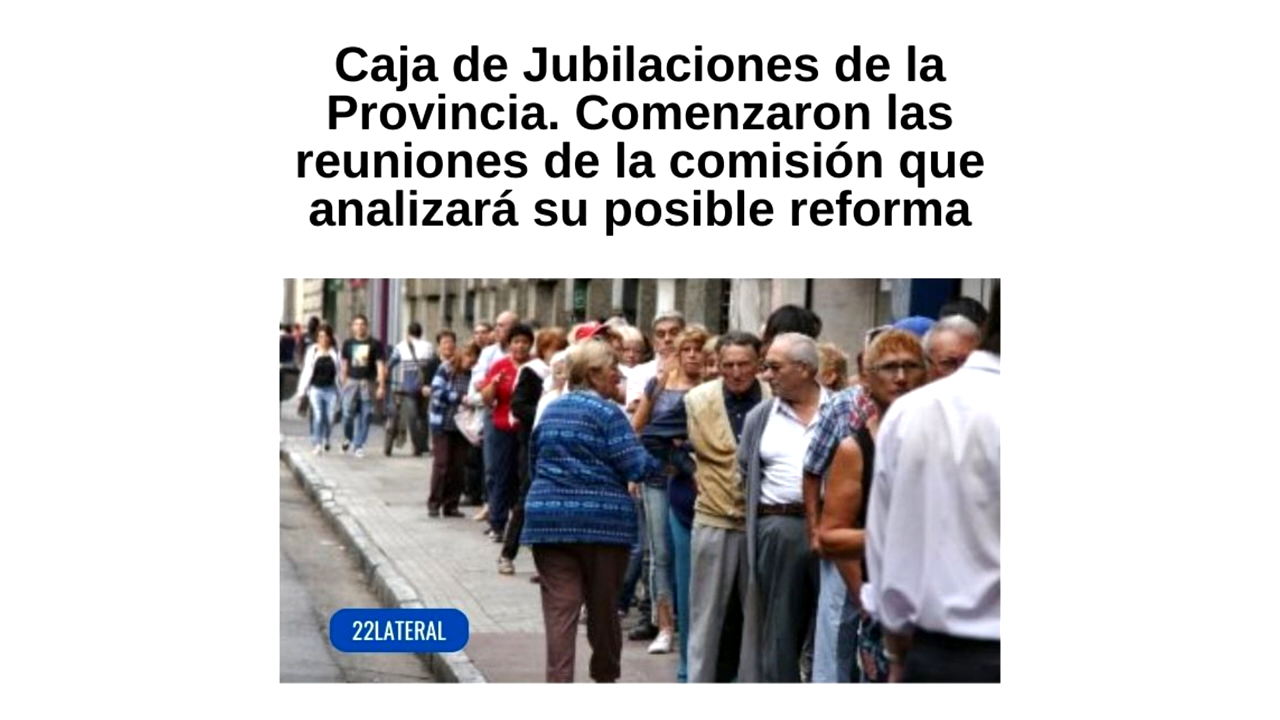 Caja de Jubilaciones de la
Provincia. Comenzaron las
reuniones de la comisión que
analizará su posible reforma
22LATERAL